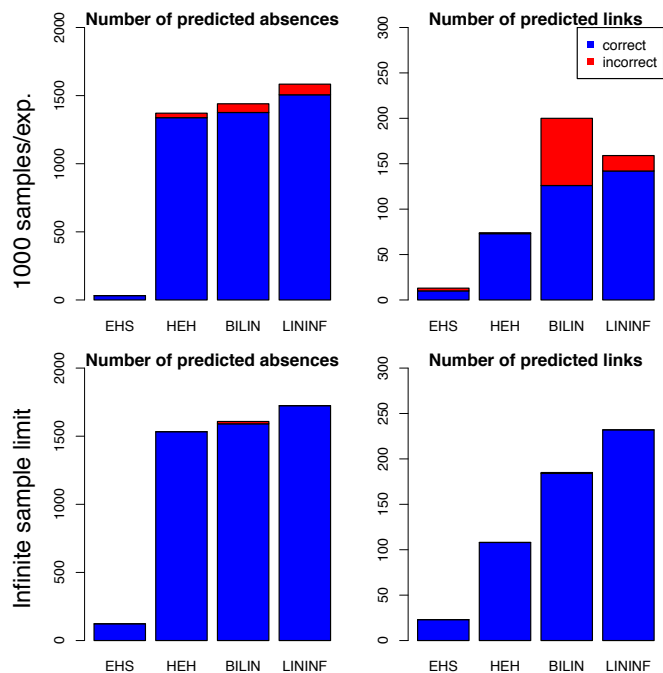 Number of predicted absences
Number of predicted links
1000 samples/exp.
2000
1500
1000
500
0
EHS HEH BILIN LININF
300
250
200
150
100
50
0
correct
incorrect
EHS HEH BILIN LININF
Number of predicted absences
Number of predicted links
Infinite sample limit
2000
1500
1000
500
0
EHS HEH BILIN LININF
300
250
200
150
100
50
0
EHS HEH BILIN LININF